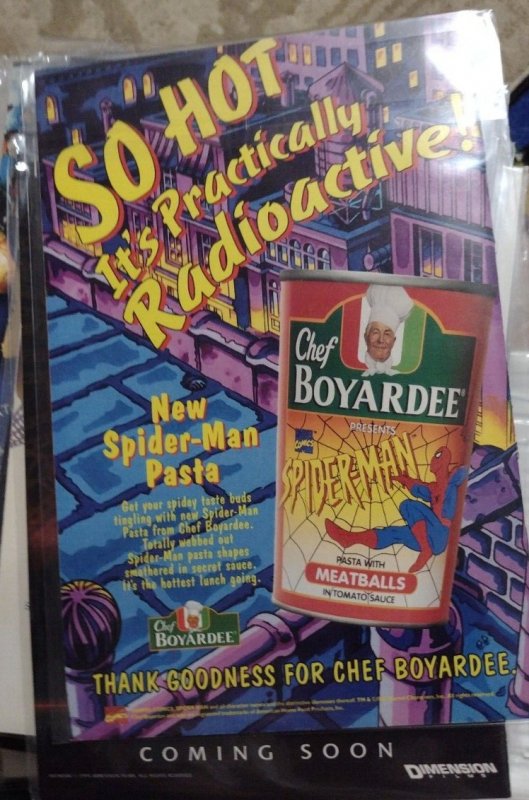 SO HOT
It's Practically
Radioactive!
New
Spider-Man
Pasta
Get your spidey taste buds
tingling with new Spider-Man
Pasta from Chef Boyardee.
Totally webbed out
Spider-Man pasta shapes
smothered in secret sauce.
It's the hottest lunch going.
Chef
BOYARDEE
Chef
BOYARDEE
PRESENTS
COMICS
SPIDER-MAN
PASTA WITH
MEATBALLS
IN TOMATO SAUCE
THANK GOODNESS FOR CHEF BOYARDEE.
COMING SOON
DIMENSION
FILMS